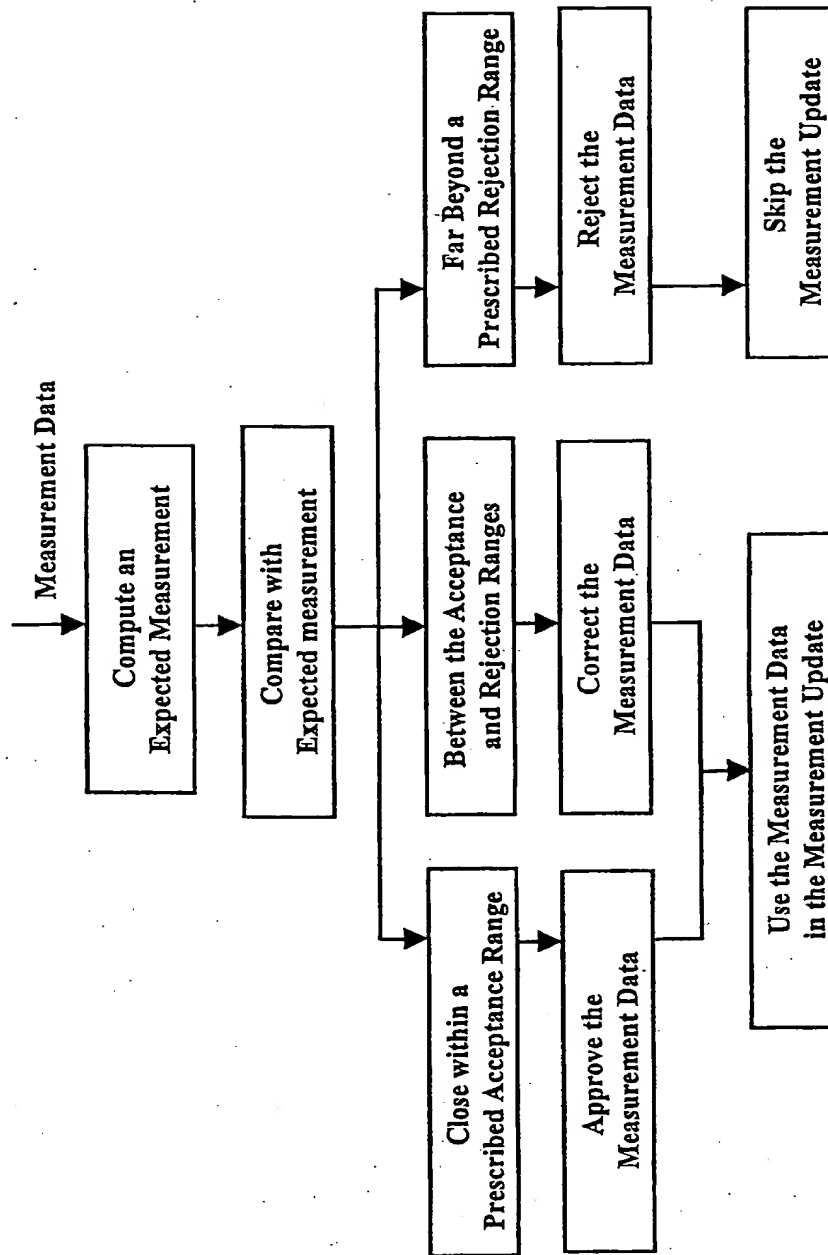 Measurement Data
Compute an
Expected Measurement
Compare with
Expected measurement
Close within a
Prescribed Acceptance Range
Between the Acceptance
and Rejection Ranges
Far Beyond a
Prescribed Rejection Range
Approve the
Measurement Data
Correct the
Measurement Data
Reject the
Measurement Data
Use the Measurement Data
in the Measurement Update
Skip the
Measurement Update